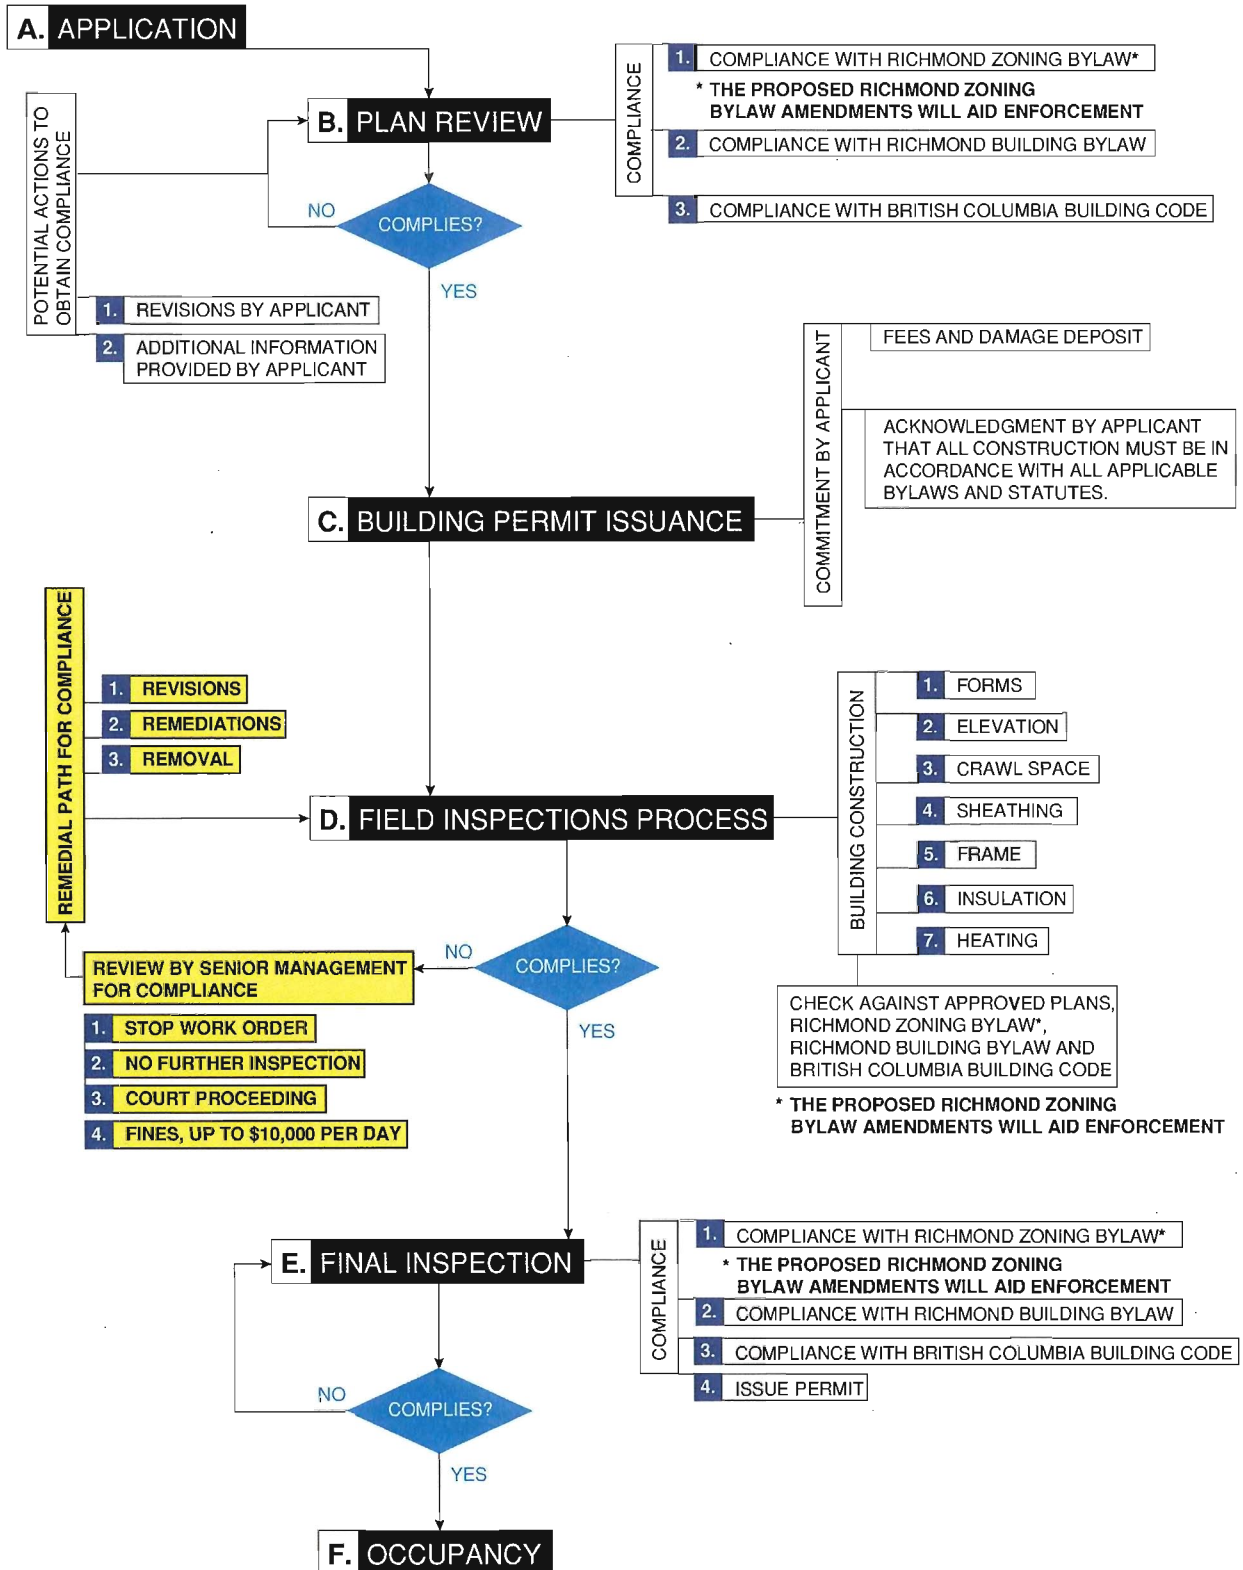 A. APPLICATION
B. PLAN REVIEW
COMPLIANCE
1. COMPLIANCE WITH RICHMOND ZONING BYLAW*
* THE PROPOSED RICHMOND ZONING
BYLAW AMENDMENTS WILL AID ENFORCEMENT
2. COMPLIANCE WITH RICHMOND BUILDING BYLAW
3. COMPLIANCE WITH BRITISH COLUMBIA BUILDING CODE
POTENTIAL ACTIONS TO
OBTAIN COMPLIANCE
NO
COMPLIES?
YES
1. REVISIONS BY APPLICANT
2. ADDITIONAL INFORMATION
PROVIDED BY APPLICANT
COMMITMENT BY APPLICANT
FEES AND DAMAGE DEPOSIT
ACKNOWLEDGMENT BY APPLICANT
THAT ALL CONSTRUCTION MUST BE IN
ACCORDANCE WITH ALL APPLICABLE
BYLAWS AND STATUTES.
C. BUILDING PERMIT ISSUANCE
REMEDIAL PATH FOR COMPLIANCE
1. REVISIONS
2. REMEDIATIONS
3. REMOVAL
D. FIELD INSPECTIONS PROCESS
BUILDING CONSTRUCTION
1. FORMS
2. ELEVATION
3. CRAWL SPACE
4. SHEATHING
5. FRAME
6. INSULATION
7. HEATING
CHECK AGAINST APPROVED PLANS,
RICHMOND ZONING BYLAW*,
RICHMOND BUILDING BYLAW AND
BRITISH COLUMBIA BUILDING CODE
* THE PROPOSED RICHMOND ZONING
BYLAW AMENDMENTS WILL AID ENFORCEMENT
NO
COMPLIES?
YES
REVIEW BY SENIOR MANAGEMENT
FOR COMPLIANCE
1. STOP WORK ORDER
2. NO FURTHER INSPECTION
3. COURT PROCEEDING
4. FINES, UP TO $10,000 PER DAY
E. FINAL INSPECTION
COMPLIANCE
1. COMPLIANCE WITH RICHMOND ZONING BYLAW*
* THE PROPOSED RICHMOND ZONING
BYLAW AMENDMENTS WILL AID ENFORCEMENT
2. COMPLIANCE WITH RICHMOND BUILDING BYLAW
3. COMPLIANCE WITH BRITISH COLUMBIA BUILDING CODE
4. ISSUE PERMIT
NO
COMPLIES?
YES
F. OCCUPANCY